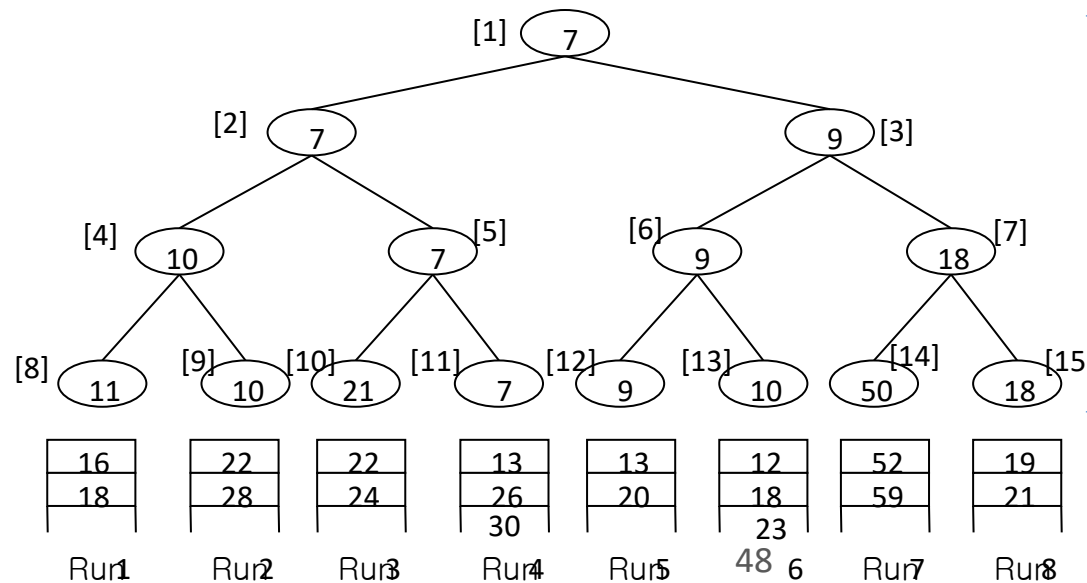 [1] 7
[2] 7 9 [3]
[4] 10 [5] 7 [6] 9 [7] 18
[8] 11 [9] 10 [10] 21 [11] 7 [12] 9 [13] 10 [14] 50 [15 18
16 22 22 13 13 12 52 19
18 28 24 26 20 18 59 21
30 23
Run1 Run2 Run3 Run4 Run5 48 6 Run7 Run8